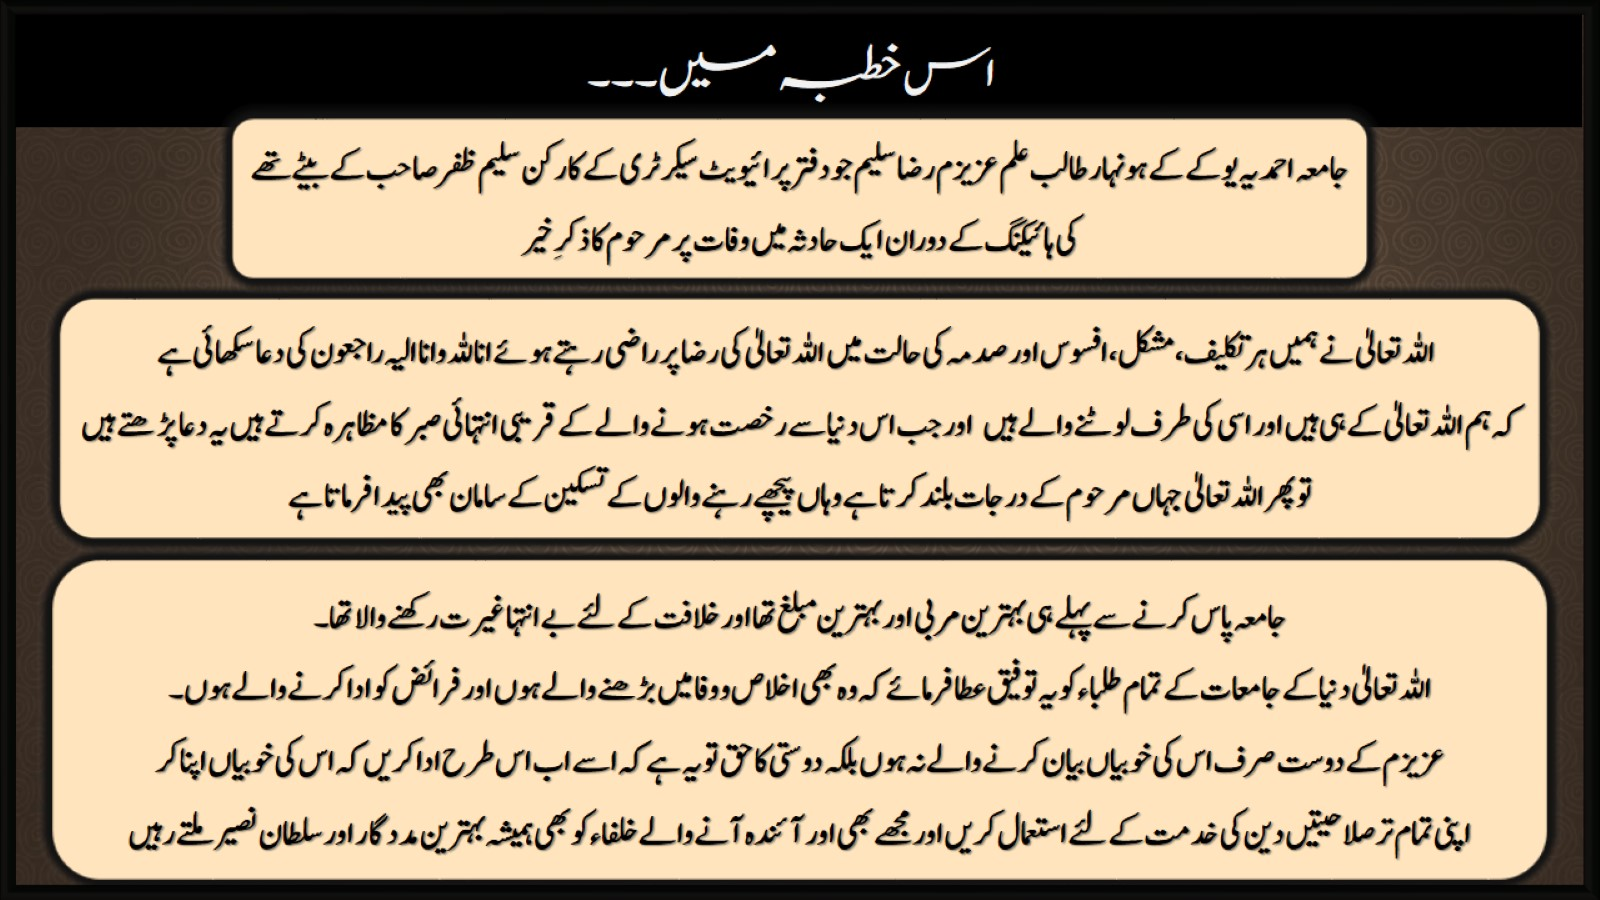 اس خطبہ میں۔۔۔
جامعہ احمدیہ یوکے کے ہونہار طالب علم عزیزم رضا سلیم جو دفتر پرائیویٹ سیکرٹری کے کارکن سلیم ظفر صاحب کے بیٹے تھے
کی ہائیکنگ کے دوران ایک حادثہ میں وفات پر مرحوم کا ذکرِ خیر
اللہ تعالیٰ نے ہمیں ہر تکلیف، مشکل، افسوس اور صدمہ کی حالت میں اللہ تعالیٰ کی رضا پر راضی رہتے ہوئے اناللہ وانا الیہ راجعون کی دعا سکھائی ہے
کہ ہم اللہ تعالیٰ کے ہی ہیں اور اسی کی طرف لوٹنے والے ہیں اور جب اس دنیا سے رخصت ہونے والے کے قریبی انتہائی صبر کا مظاہرہ کرتے ہیں یہ دعا پڑھتے ہیں
تو پھر اللہ تعالیٰ جہاں مرحوم کے درجات بلند کرتا ہے وہاں پیچھے رہنے والوں کے تسکین کے سامان بھی پیدا فرماتا ہے
جامعہ پاس کرنے سے پہلے ہی بہترین مربی اور بہترین مبلغ تھا اور خلافت کے لئے بے انتہا غیرت رکھنے والا تھا۔
اللہ تعالیٰ دنیا کے جامعات کے تمام طلباء کو یہ توفیق عطا فرمائے کہ وہ بھی اخلاص و وفا میں بڑھنے والے ہوں اور فرائض کو ادا کرنے والے ہوں۔
عزیزم کے دوست صرف اس کی خوبیاں بیان کرنے والے نہ ہوں بلکہ دوستی کا حق تو یہ ہے کہ اسے اب اس طرح ادا کریں کہ اس کی خوبیاں اپنا کر
اپنی تمام تر صلاحیتیں دین کی خدمت کے لئے استعمال کریں اور مجھے بھی اور آئندہ آنے والے خلفاء کو بھی ہمیشہ بہترین مددگار اور سلطان نصیر ملتے رہیں